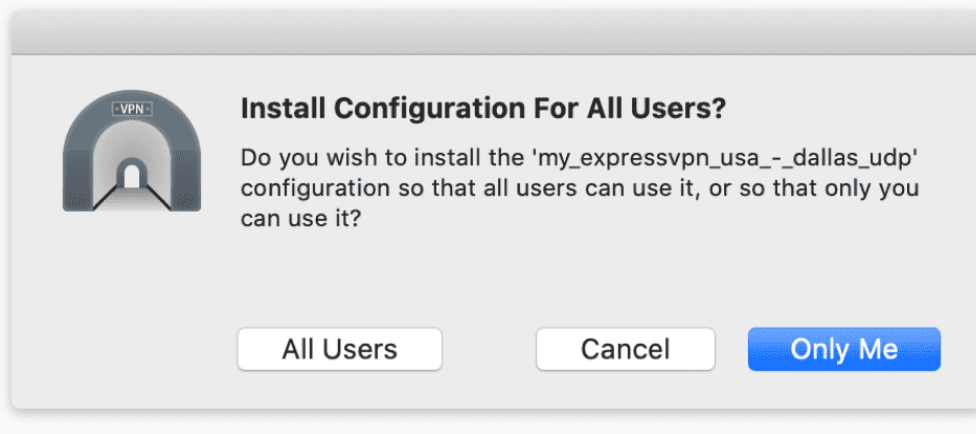 -VPN-
Install Configuration For All Users?
Do you wish to install the 'my_expressvpn_usa_-_dallas_udp'
configuration so that all users can use it, or so that only you
can use it?
All Users Cancel Only Me